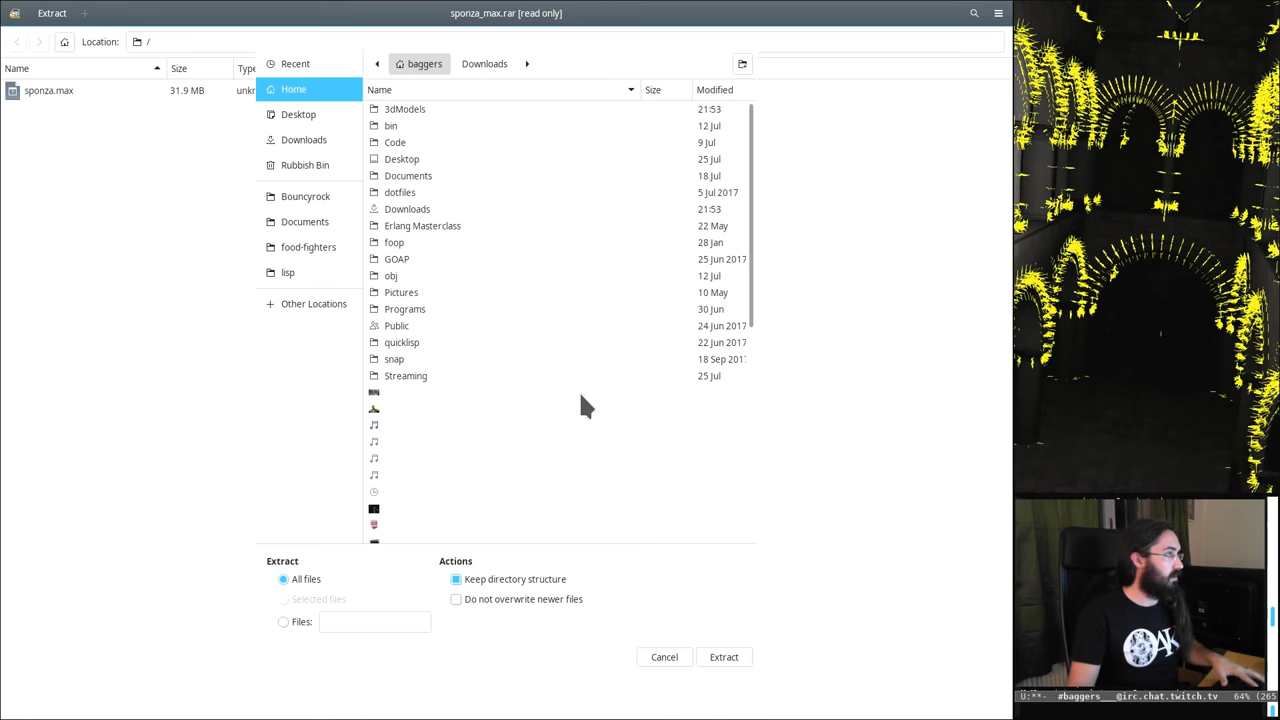 Extract
sponza_max.rar [read only]
Location:
/
Name
Size
Type
sponza.max
31.9 MB
unkr
Recent
Home
Desktop
Downloads
Rubbish Bin
Bouncyrock
Documents
food-fighters
lisp
Other Locations
baggers
Downloads
Name Size Modified
3dModels 21:53
bin 12 Jul
Code 9 Jul
Desktop 25 Jul
Documents 18 Jul
dotfiles 5 Jul 2017
Downloads 21:53
Erlang Masterclass 22 May
foop 28 Jan
GOAP 25 Jun 2017
obj 12 Jul
Pictures 10 May
Programs 30 Jun
Public 24 Jun 2017
quicklisp 22 Jun 2017
snap 18 Sep 201
Streaming 25 Jul
Extract
All files
Selected files
Files:
Actions
Keep directory structure
Do not overwrite newer files
Cancel
Extract
OAK
U:**- #baggers___@irc.chat.twitch.tv 64% (265